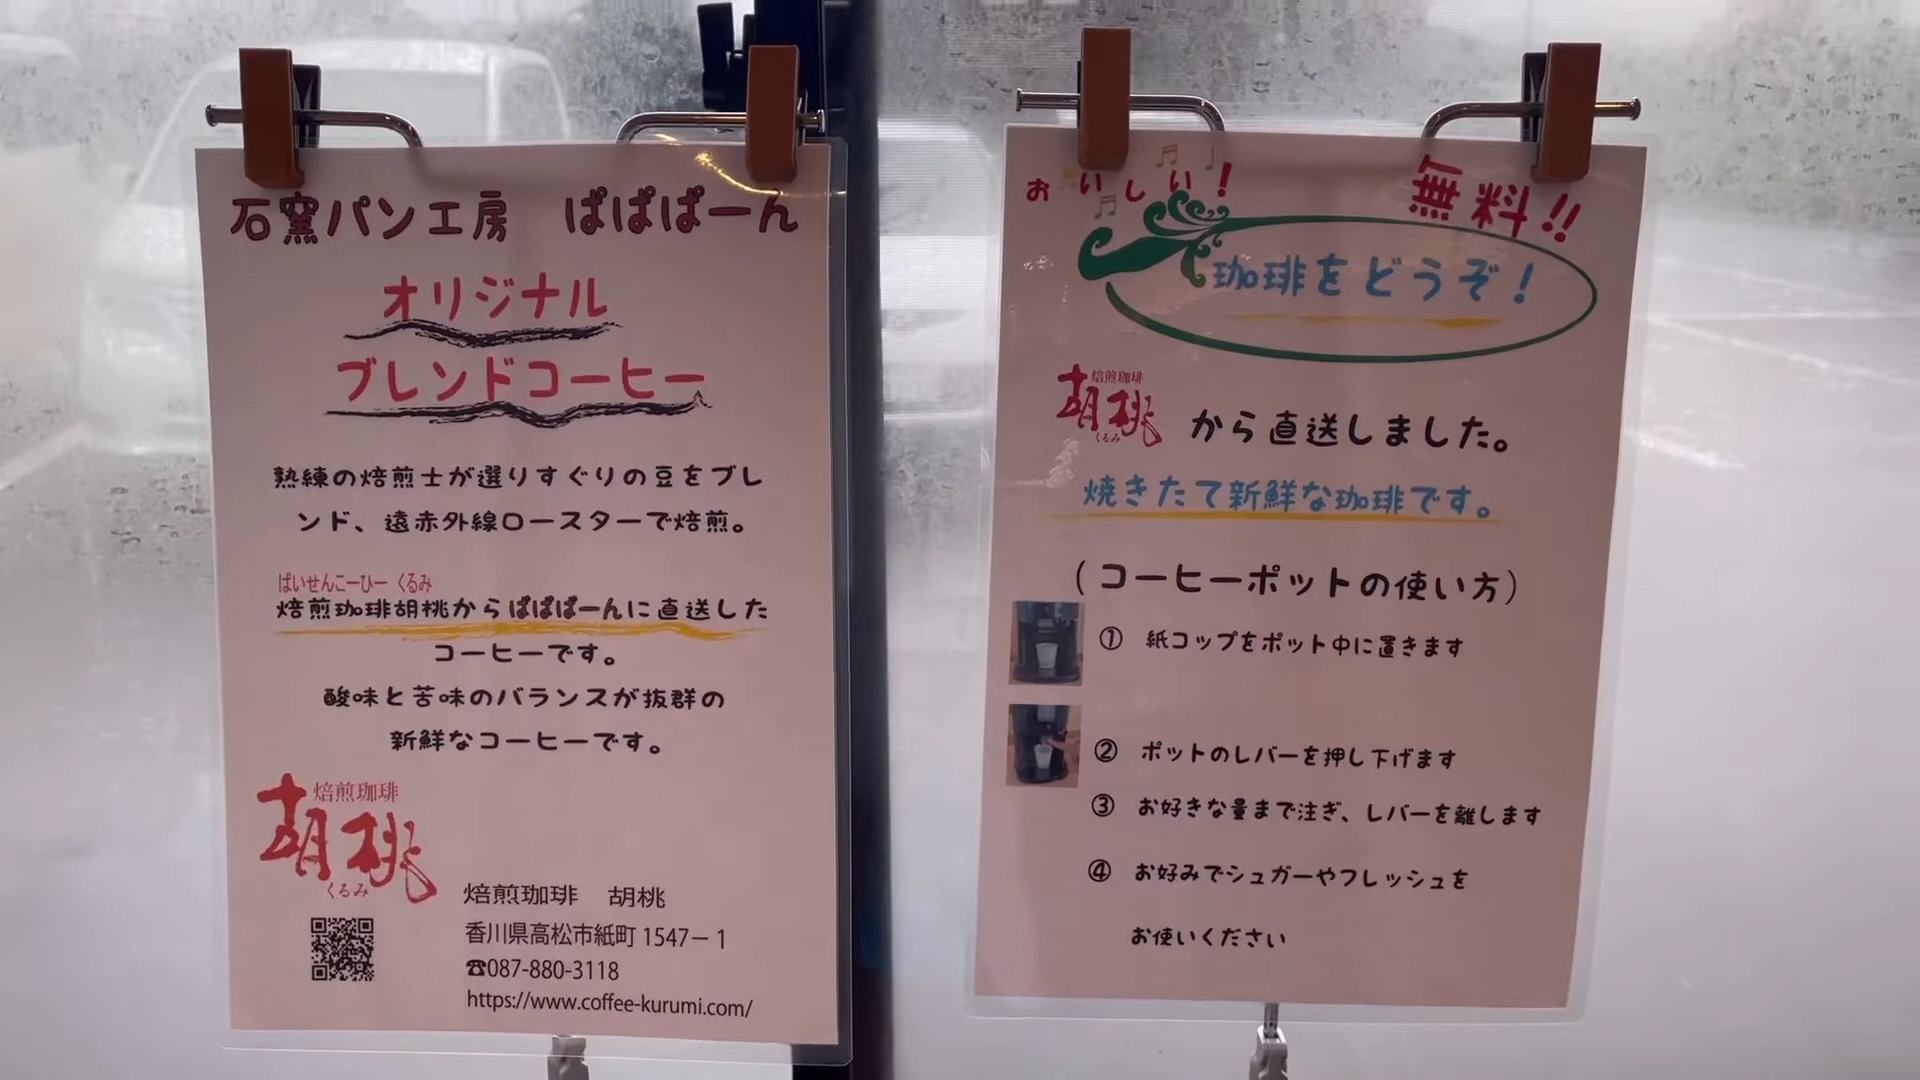 石窯パン工房　ぱぱぱーん
オリジナル
ブレンドコーヒー
熟練の焙煎士が選りすぐりの豆をブレ
ンド、遠赤外線ロースターで焙煎。
ばいせんこーひー くるみ
焙煎珈琲胡桃からぱぱぱーんに直送した
コーヒーです。
酸味と苦味のバランスが抜群の
新鮮なコーヒーです。
焙煎珈琲
胡桃
くるみ
焙煎珈琲　胡桃
香川県高松市紙町 1547－1
☎087-880-3118
https://www.coffee-kurumi.com/
おいしい！
無料!!
珈琲をどうぞ！
焙煎珈琲
胡桃
くるみ
から直送しました。
焼きたて新鮮な珈琲です。
(コーヒーポットの使い方)
① 紙コップをポット中に置きます
② ポットのレバーを押し下げます
③ お好きな量まで注ぎ、レバーを離します
④ お好みでシュガーやフレッシュを
お使いください